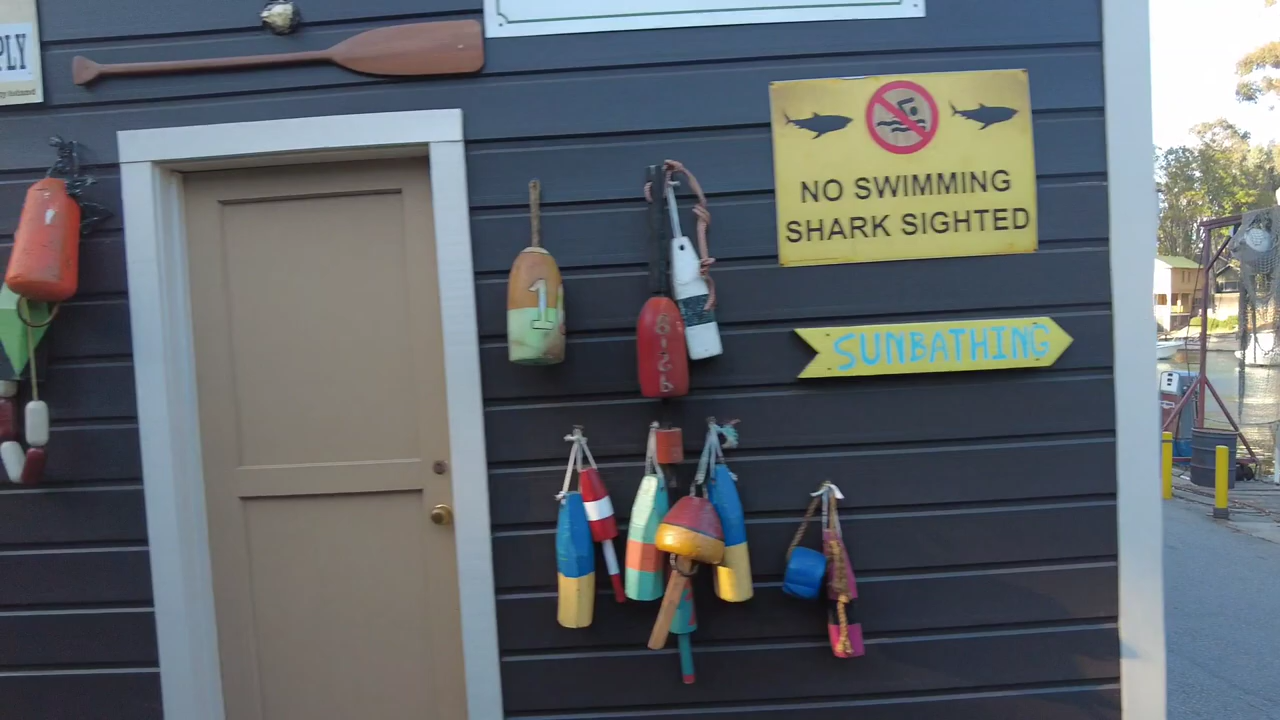 PLY
NO SWIMMING
SHARK SIGHTED
SUNBATHING
1
6126